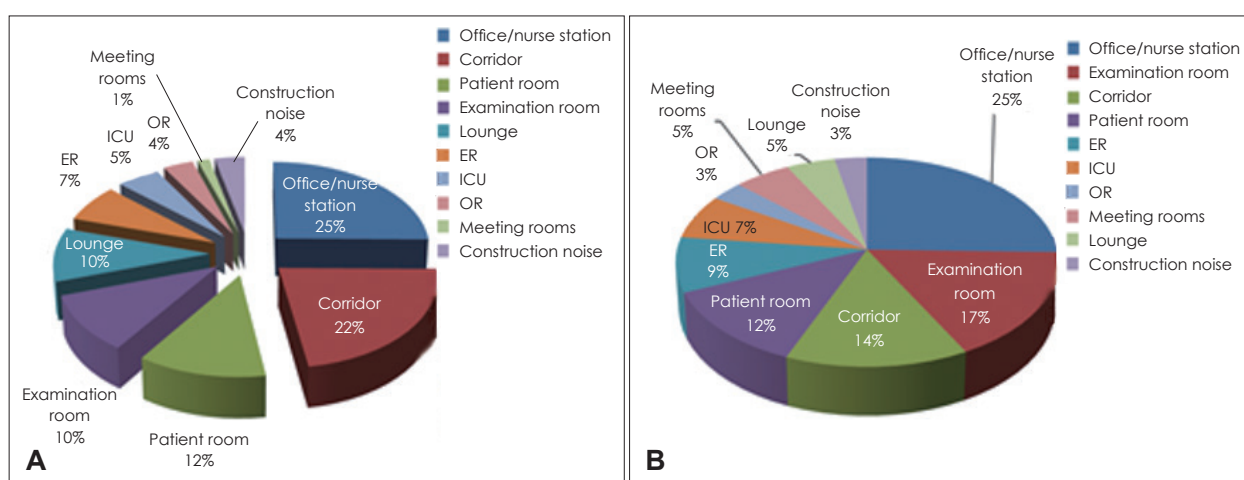 Meeting
rooms
1%
Construction
noise
4%
OR
4%
ICU
5%
ER
7%
Office/nurse
station
25%
Lounge
10%
Corridor
22%
Examination
room
10%
Patient room
12%
A
Office/nurse station
Corridor
Patient room
Examination room
Lounge
ER
ICU
OR
Meeting rooms
Construction noise
Office/nurse
station
25%
Construction
noise
3%
Meeting
rooms
5%
Lounge
5%
OR
3%
ICU 7%
ER
9%
Examination
room
17%
Patient room
12%
Corridor
14%
B
Office/nurse station
Examination room
Corridor
Patient room
ER
ICU
OR
Meeting rooms
Lounge
Construction noise